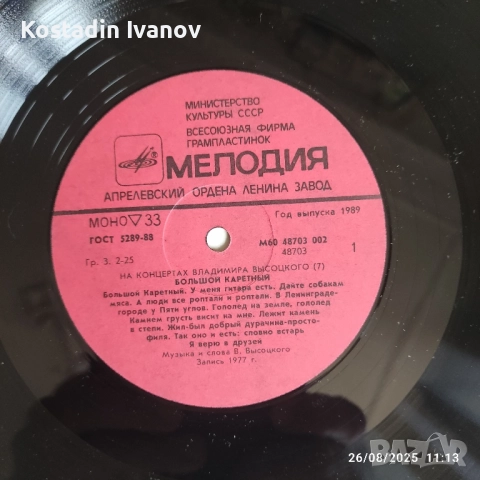 Kostadin Ivanov
МИНИСТЕРСТВО
КУЛЬТУРЫ СССР
ВСЕСОЮЗНАЯ ФИРМА
ГРАМПЛАСТИНОК
МЕЛОДИЯ
АПРЕЛЕВСКИЙ ОРДЕНА ЛЕНИНА ЗАВОД
МОНО ▽ 33
Год выпуска 1989
ГОСТ 5289-88
М60 48703 002
48703
1
Гр. 3. 2-25
НА КОНЦЕРТАХ ВЛАДИМИРА ВЫСОЦКОГО (7)
БОЛЬШОЙ КАРЕТНЫЙ
Большой Каретный. У меня гитара есть. Дайте собакам
мяса. А люди все роптали и роптали. В Ленинграде-
городе у Пяти углов. Гололед на земле, гололед
Камнем грусть висит на мне. Лежит камень
в степи. Жил-был добрый дурачина-просто-
филя. Так оно и есть: словно встарь
Я верю в друзей
Музыка и слова В. Высоцкого
Запись 1977 г.
BAZAR
26/08/2025 11:13